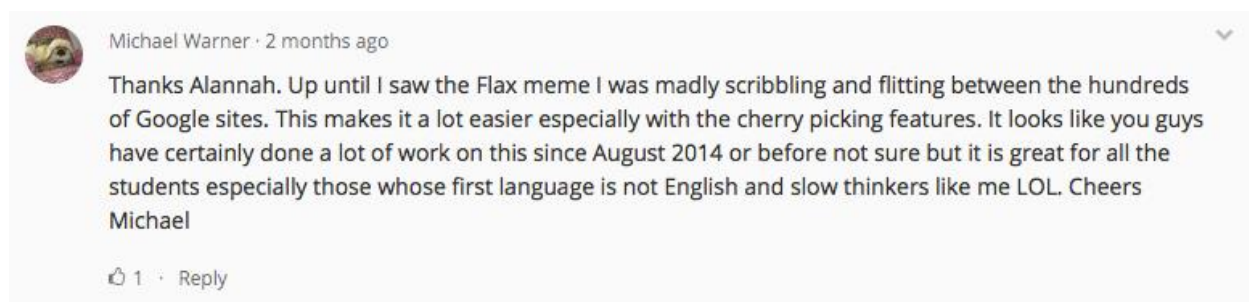 Michael Warner · 2 months ago
Thanks Alannah. Up until I saw the Flax meme I was madly scribbling and flitting between the hundreds
of Google sites. This makes it a lot easier especially with the cherry picking features. It looks like you guys
have certainly done a lot of work on this since August 2014 or before not sure but it is great for all the
students especially those whose first language is not English and slow thinkers like me LOL. Cheers
Michael
1 · Reply